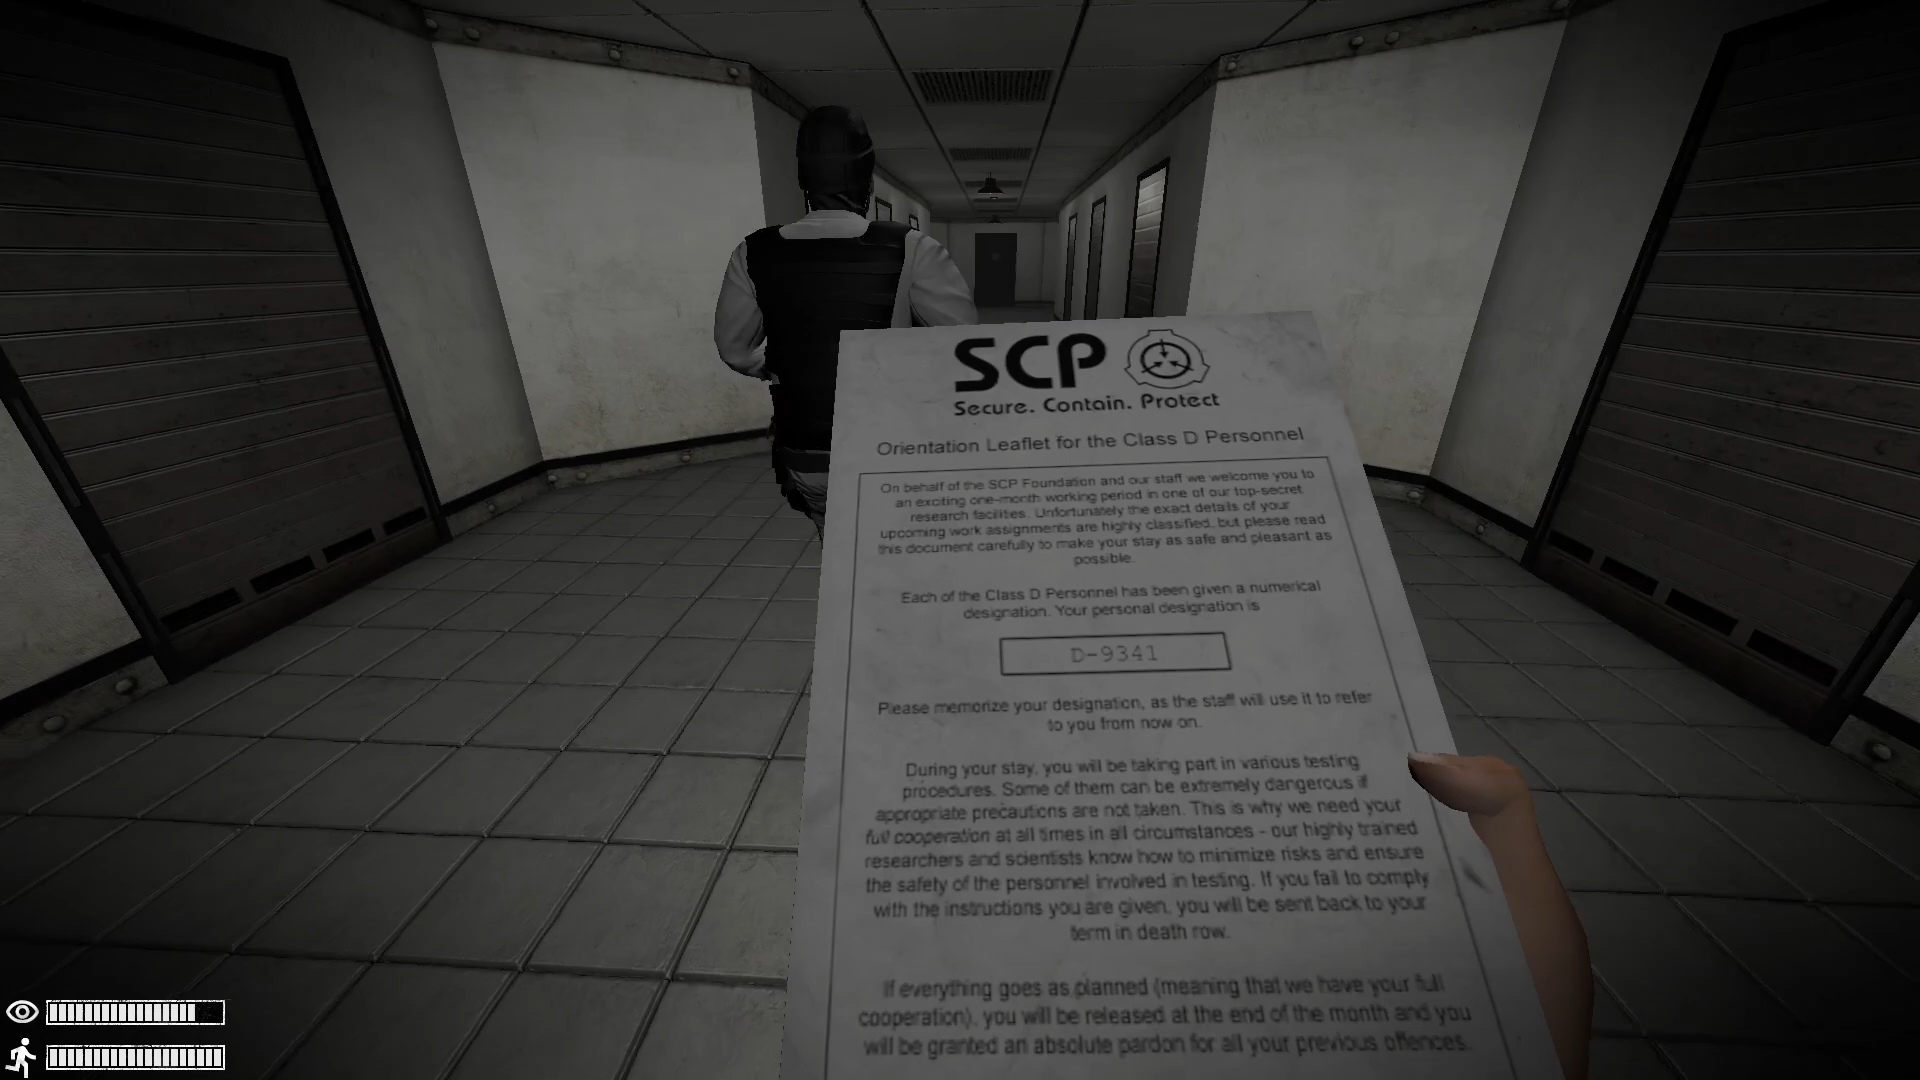 SCP
Secure. Contain. Protect
Orientation Leaflet for the Class D Personnel
On behalf of the SCP Foundation and our staff we welcome you to
an exciting one-month working period in one of our top-secret
research facilities. Unfortunately the exact details of your
upcoming work assignments are highly classified, but please read
this document carefully to make your stay as safe and pleasant as
possible.
Each of the Class D Personnel has been given a numerical
designation. Your personal designation is
D-9341
Please memorize your designation, as the staff will use it to refer
to you from now on.
During your stay, you will be taking part in various testing
procedures. Some of them can be extremely dangerous if
appropriate precautions are not taken. This is why we need your
full cooperation at all times in all circumstances - our highly trained
researchers and scientists know how to minimize risks and ensure
the safety of the personnel involved in testing. If you fail to comply
with the instructions you are given, you will be sent back to your
term in death row.
If everything goes as planned (meaning that we have your full
cooperation), you will be released at the end of the month and you
will be granted an absolute pardon for all your previous offences.